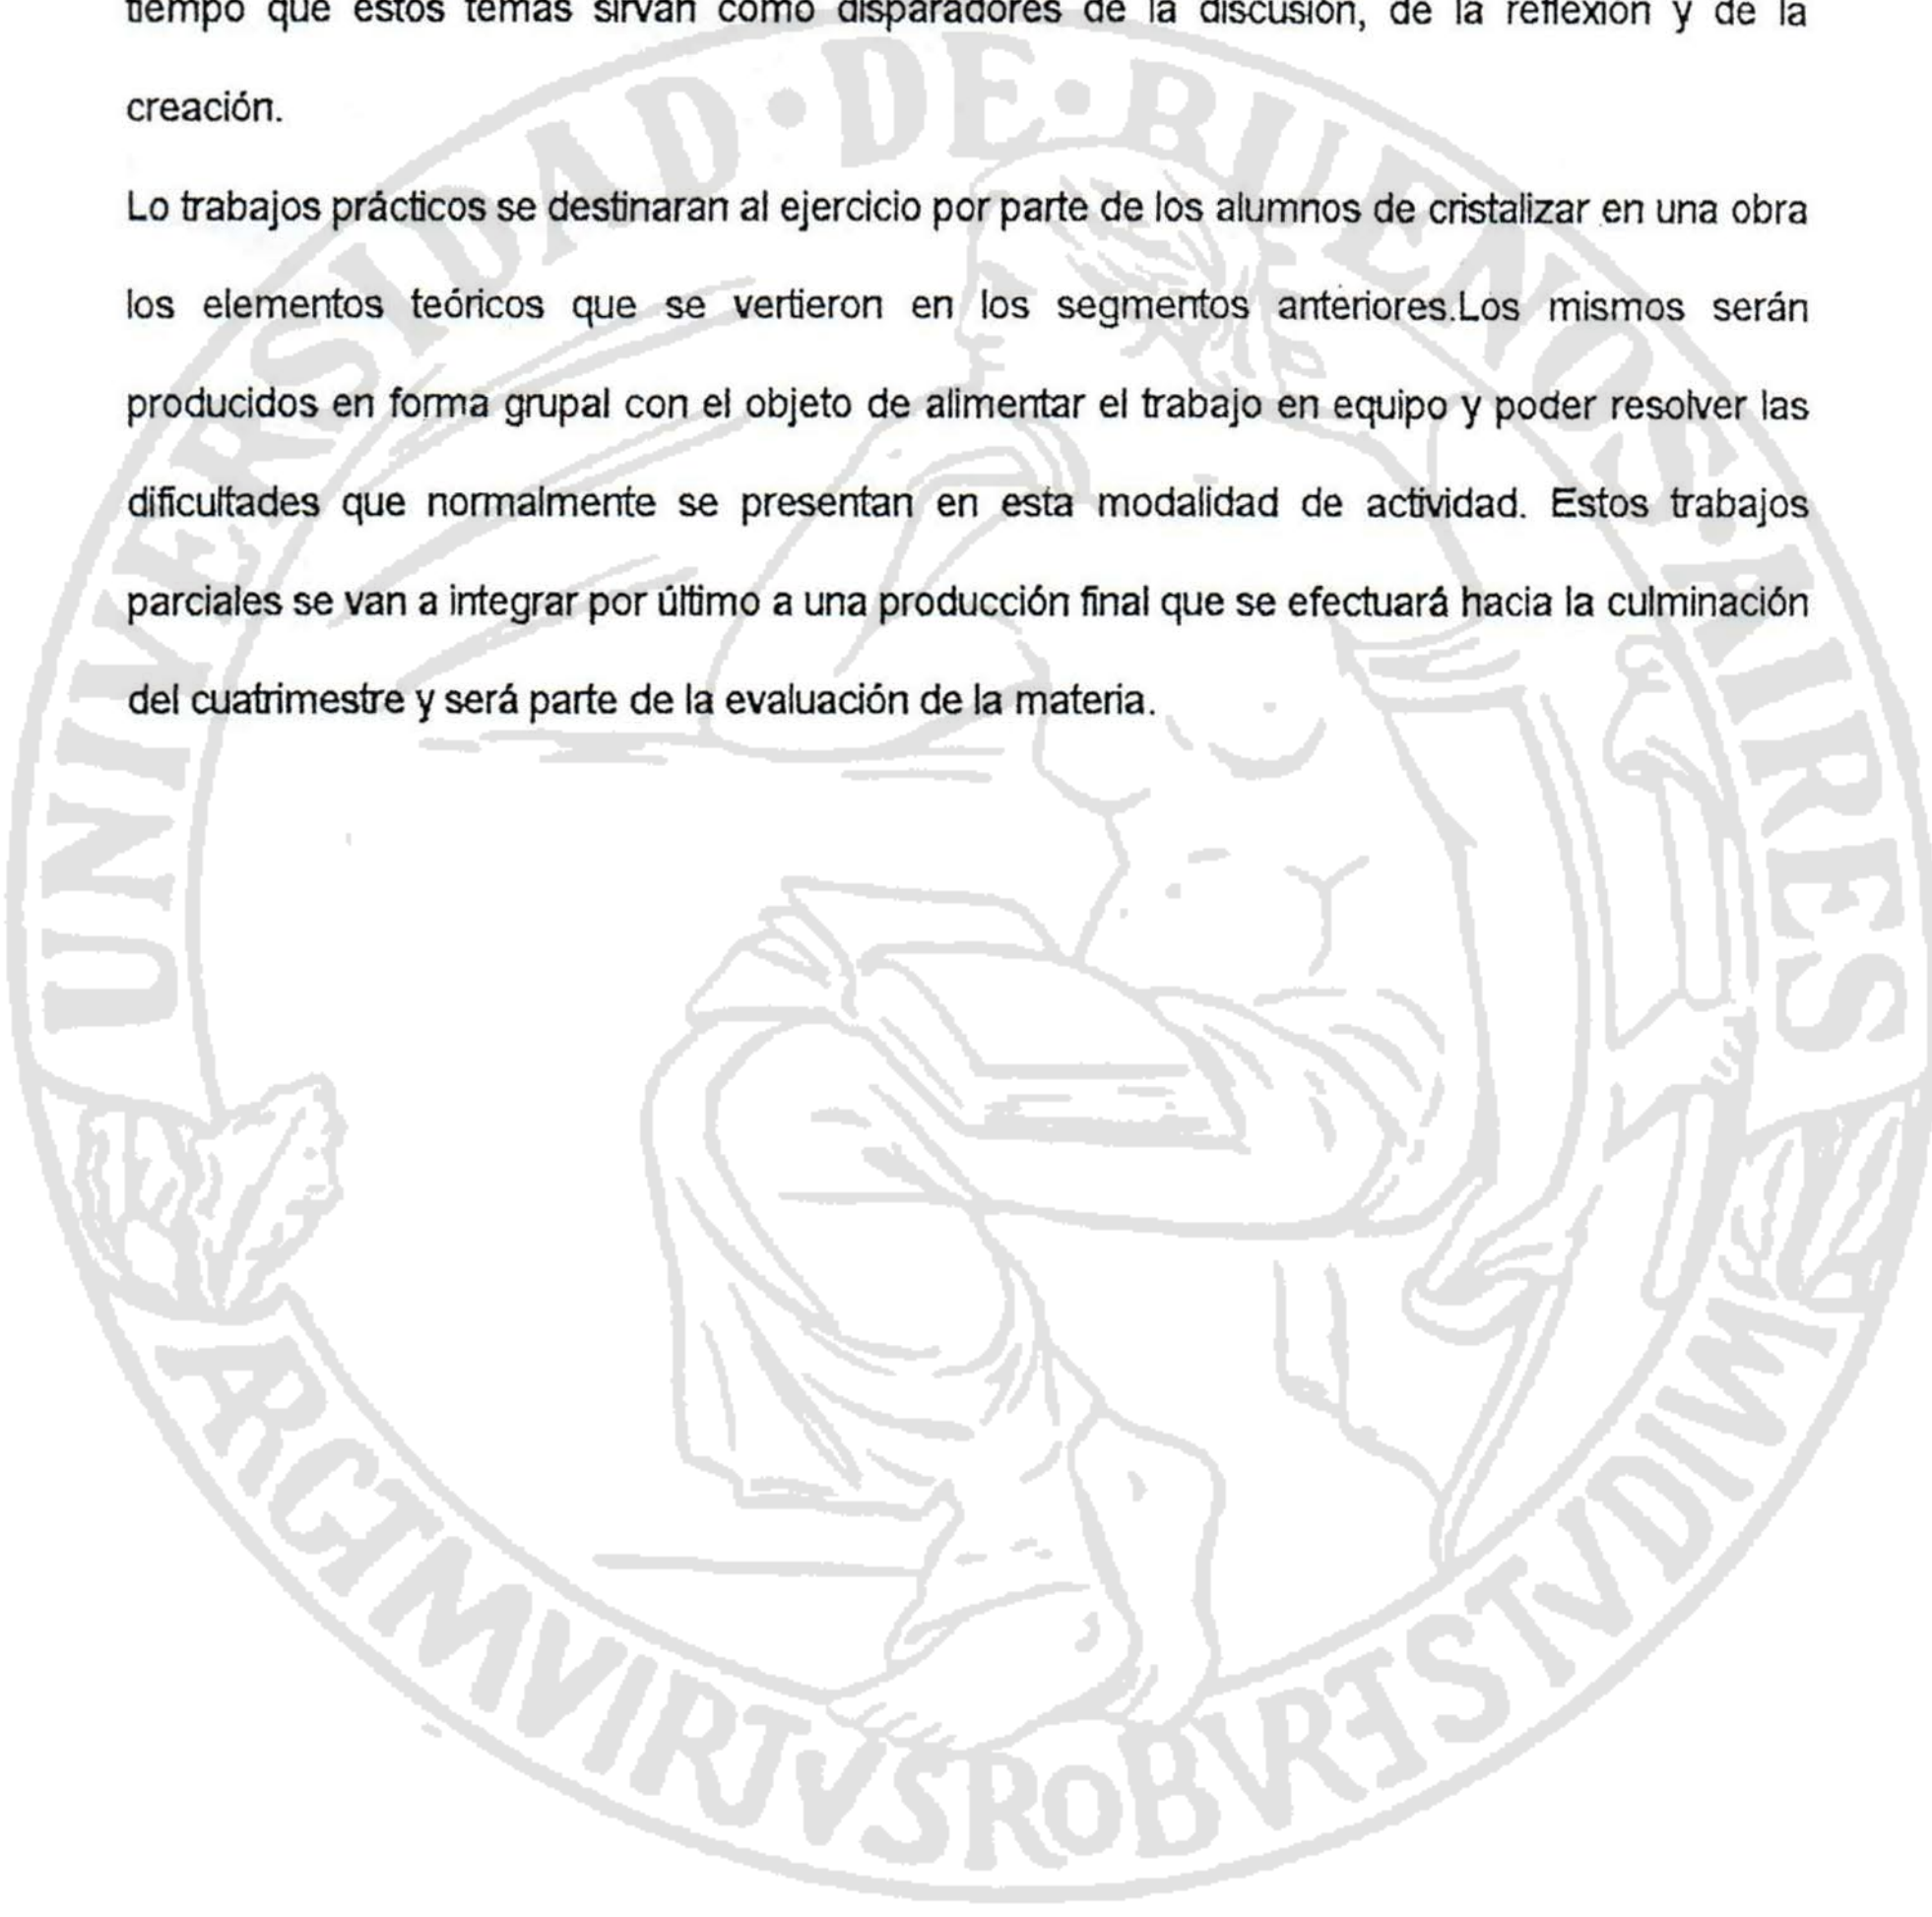 tiempo que estos temas sirvan como disparadores de la discusión, de la reflexión y de la
creación.
Lo trabajos prácticos se destinaran al ejercicio por parte de los alumnos de cristalizar en una obra
los elementos teóricos que se vertieron en los segmentos anteriores.Los mismos serán
producidos en forma grupal con el objeto de alimentar el trabajo en equipo y poder resolver las
dificultades que normalmente se presentan en esta modalidad de actividad. Estos trabajos
parciales se van a integrar por último a una producción final que se efectuará hacia la culminación
del cuatrimestre y será parte de la evaluación de la materia.
UNIVERSIDAD·DE·BUENOS·AIRES
ARGT·MVIRTVSROBVRETSTVDIVM